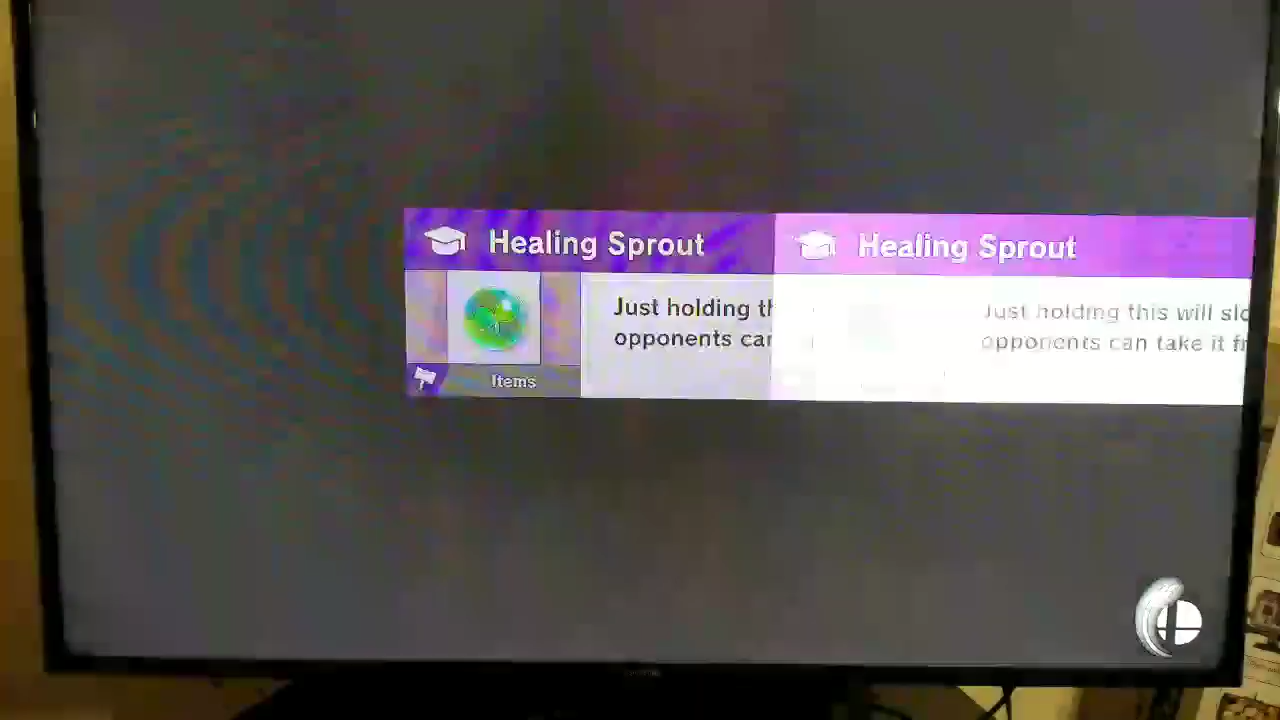 Healing Sprout
Just holding th
opponents car
Items
Healing Sprout
Just holding this will slo
opponents can take it fr